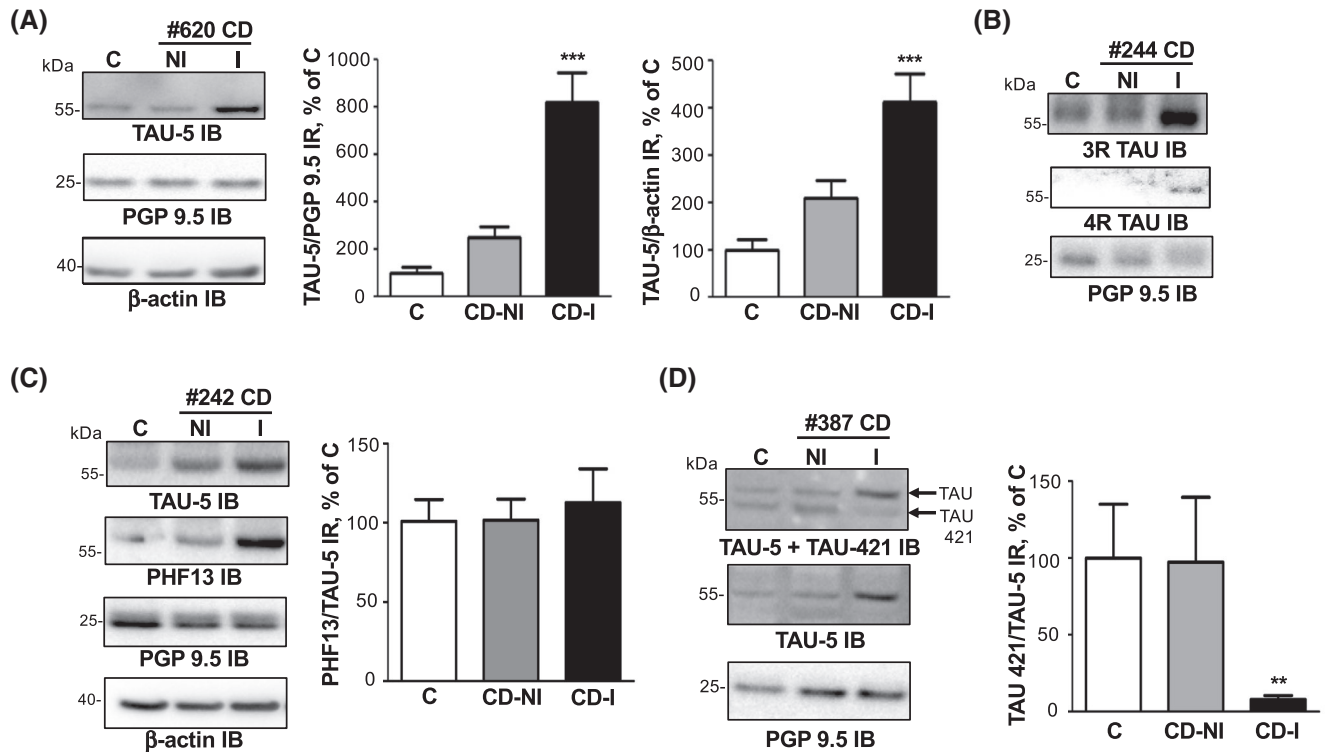 (A)
#620 CD
C NI I
kDa
55-
TAU-5 IB
25-
PGP 9.5 IB
40-
β-actin IB
TAU-5/PGP 9.5 IR, % of C
1000
800
600
400
200
0
***
C CD-NI CD-I
TAU-5/β-actin IR, % of C
500
400
300
200
100
0
***
C CD-NI CD-I
(B)
#244 CD
C NI I
kDa
55-
3R TAU IB
55-
4R TAU IB
25-
PGP 9.5 IB
(C)
#242 CD
C NI I
kDa
55-
TAU-5 IB
55-
PHF13 IB
25-
PGP 9.5 IB
40-
β-actin IB
PHF13/TAU-5 IR, % of C
150
100
50
0
C CD-NI CD-I
(D)
#387 CD
C NI I
kDa
55-
TAU
TAU
421
TAU-5 + TAU-421 IB
55-
TAU-5 IB
25-
PGP 9.5 IB
TAU 421/TAU-5 IR, % of C
150
100
50
0
**
C CD-NI CD-I